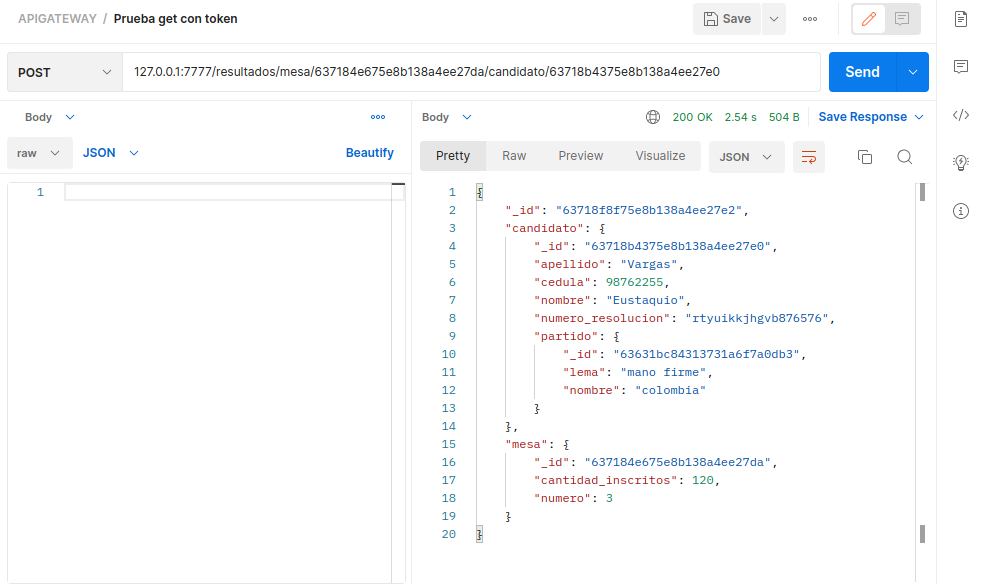 APIGATEWAY / Prueba get con token
Save
POST
127.0.0.1:7777/resultados/mesa/637184e675e8b138a4ee27da/candidato/63718b4375e8b138a4ee27e0
Send
Body
raw JSON Beautify
1
Body 200 OK 2.54 s 504 B Save Response
Pretty Raw Preview Visualize JSON
1 {
2 "_id": "63718f8f75e8b138a4ee27e2",
3 "candidato": {
4 "_id": "63718b4375e8b138a4ee27e0",
5 "apellido": "Vargas",
6 "cedula": 98762255,
7 "nombre": "Eustaquio",
8 "numero_resolucion": "rtyuikkjhgvb876576",
9 "partido": {
10 "_id": "63631bc84313731a6f7a0db3",
11 "lema": "mano firme",
12 "nombre": "colombia"
13 }
14 },
15 "mesa": {
16 "_id": "637184e675e8b138a4ee27da",
17 "cantidad_inscritos": 120,
18 "numero": 3
19 }
20 }